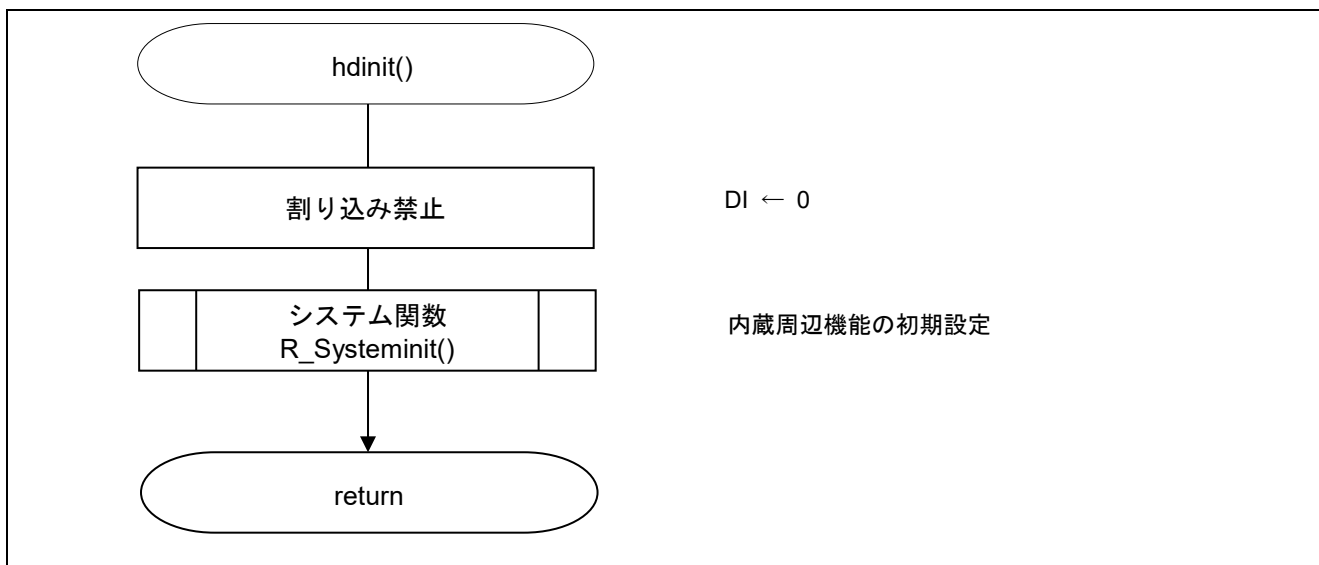 hdinit()
割り込み禁止
DI ← 0
システム関数
R_Systeminit()
内蔵周辺機能の初期設定
return